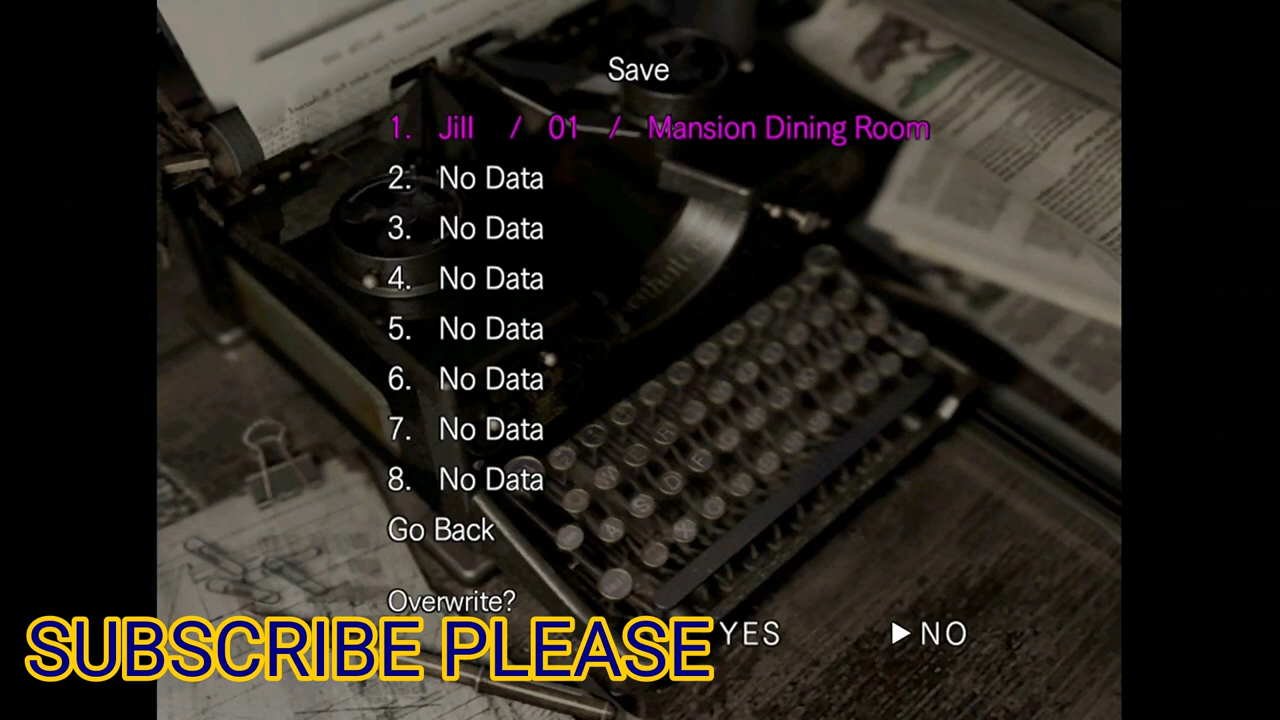 Save
1. Jill / 01 / Mansion Dining Room
2. No Data
3. No Data
4. No Data
5. No Data
6. No Data
7. No Data
8. No Data
Go Back
Overwrite?
YES ▶NO
SUBSCRIBE PLEASE